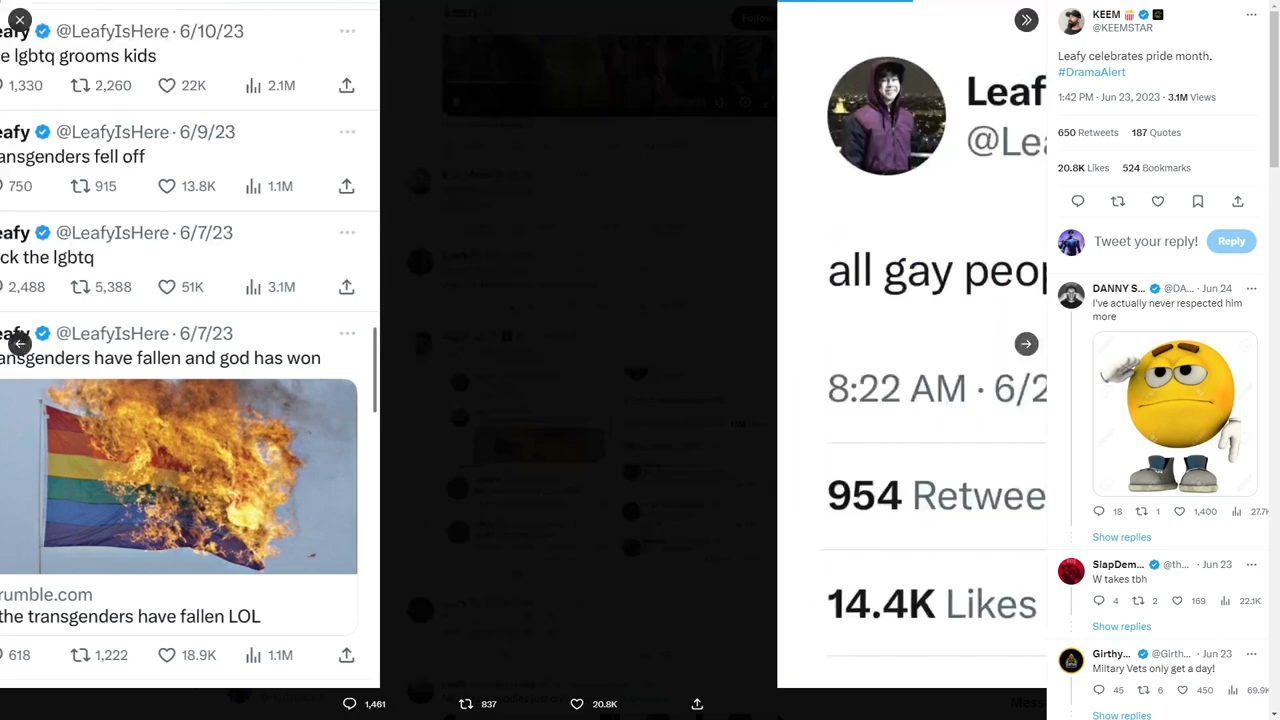 eafy @LeafyIsHere · 6/10/23
e lgbtq grooms kids
1,330 2,260 22K 2.1M
eafy @LeafyIsHere · 6/9/23
ansgenders fell off
750 915 13.8K 1.1M
eafy @LeafyIsHere · 6/7/23
ck the lgbtq
2,488 5,388 51K 3.1M
eafy @LeafyIsHere · 6/7/23
ansgenders have fallen and god has won
rumble.com
the transgenders have fallen LOL
618 1,222 18.9K 1.1M
1,461 837 20.8K
Leaf
@Lea
all gay peop
8:22 AM · 6/2
954 Retwee
14.4K Likes
KEEM
@KEEMSTAR
Leafy celebrates pride month.
#DramaAlert
1:42 PM · Jun 23, 2023 · 3.1M Views
650 Retweets 187 Quotes
20.8K Likes 524 Bookmarks
Tweet your reply! Reply
DANNY S... @DA... · Jun 24
I've actually never respected him
more
18 1 1,400 27.7K
Show replies
SlapDem... @th... · Jun 23
W takes tbh
4 2 169 22.1K
Show replies
Girthy... @Girth... · Jun 23
Miltary Vets only get a day!
45 6 450 69.9K
Show replies